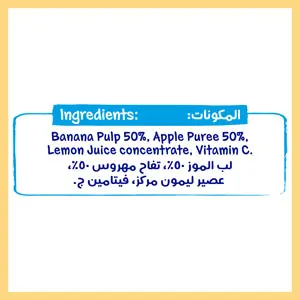 Ingredients: المكونات:
Banana Pulp 50%, Apple Puree 50%,
Lemon Juice concentrate, Vitamin C.
لب الموز ٥٠٪، تفاح مهروس ٥٠٪،
عصير ليمون مركز، فيتامين ج.